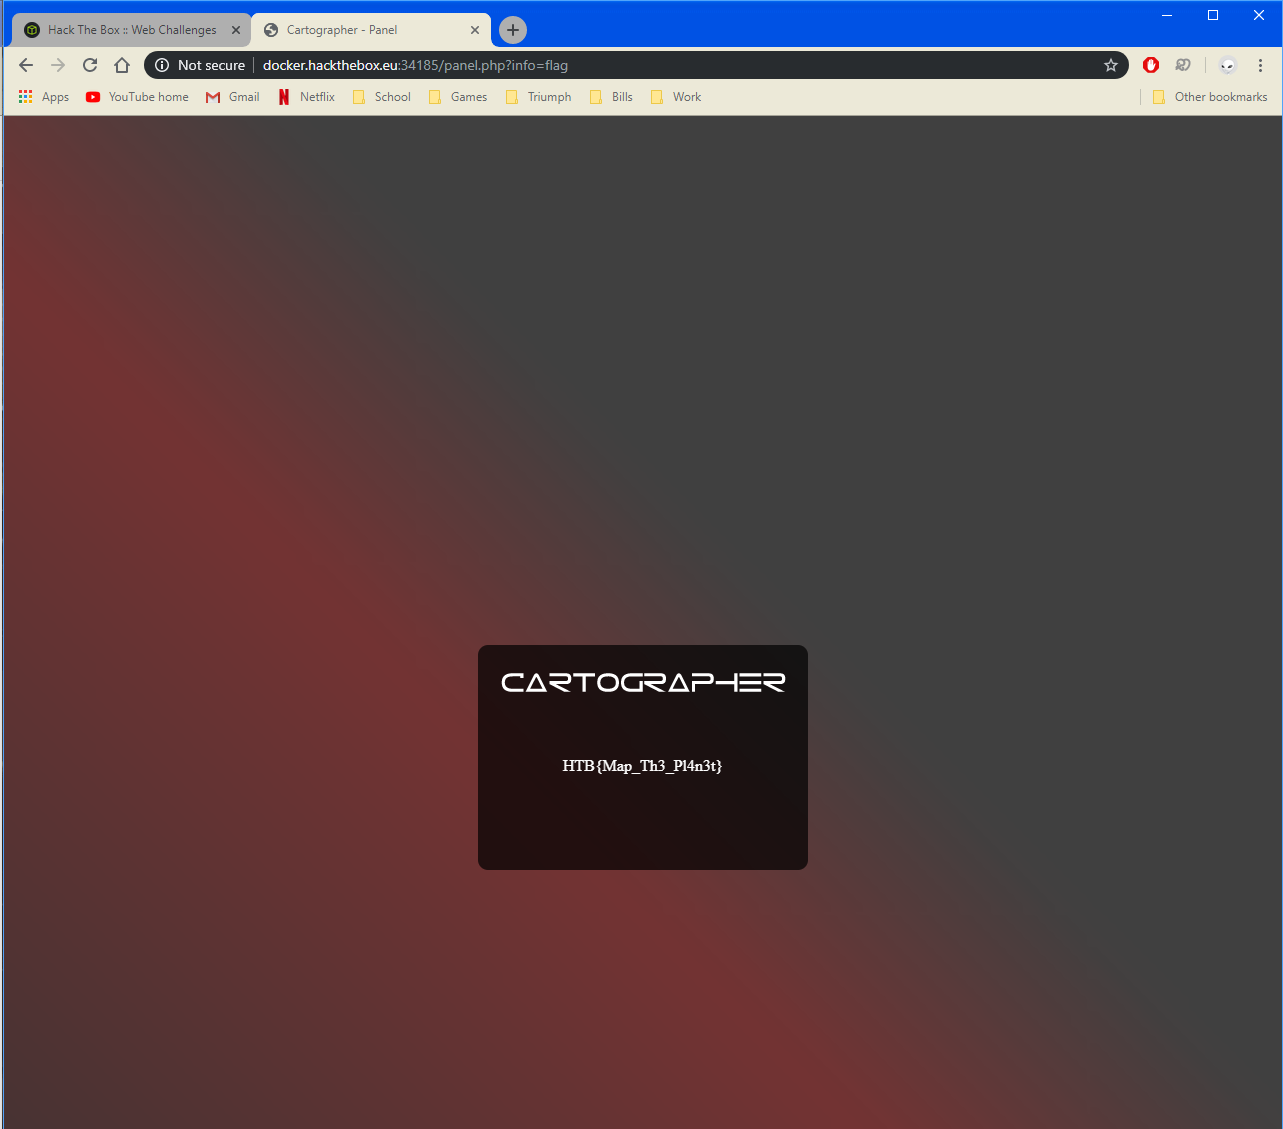 Hack The Box :: Web Challenges
Cartographer - Panel
Not secure
docker.hackthebox.eu:34185/panel.php?info=flag
Apps YouTube home Gmail Netflix School Games Triumph Bills Work Other bookmarks
CARTOGRAPHER
HTB{Map_Th3_Pl4n3t}